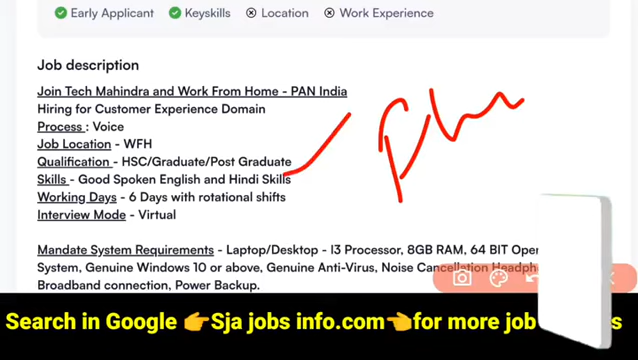 Early Applicant Keyskills Location Work Experience
Job description
Join Tech Mahindra and Work From Home - PAN India
Hiring for Customer Experience Domain
Process : Voice
Job Location - WFH
Qualification - HSC/Graduate/Post Graduate
Skills - Good Spoken English and Hindi Skills
Working Days - 6 Days with rotational shifts
Interview Mode - Virtual
Mandate System Requirements - Laptop/Desktop - I3 Processor, 8GB RAM, 64 BIT
System, Genuine Windows 10 or above, Genuine Anti-Virus, Noise Cancellation
Broadband connection, Power Backup.
Search in Google 👉Sja jobs info.com👈for more job